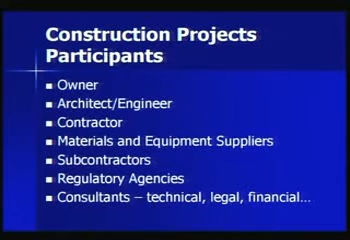 Construction Projects
Participants
Owner
Architect/Engineer
Contractor
Materials and Equipment Suppliers
Subcontractors
Regulatory Agencies
Consultants – technical, legal, financial…